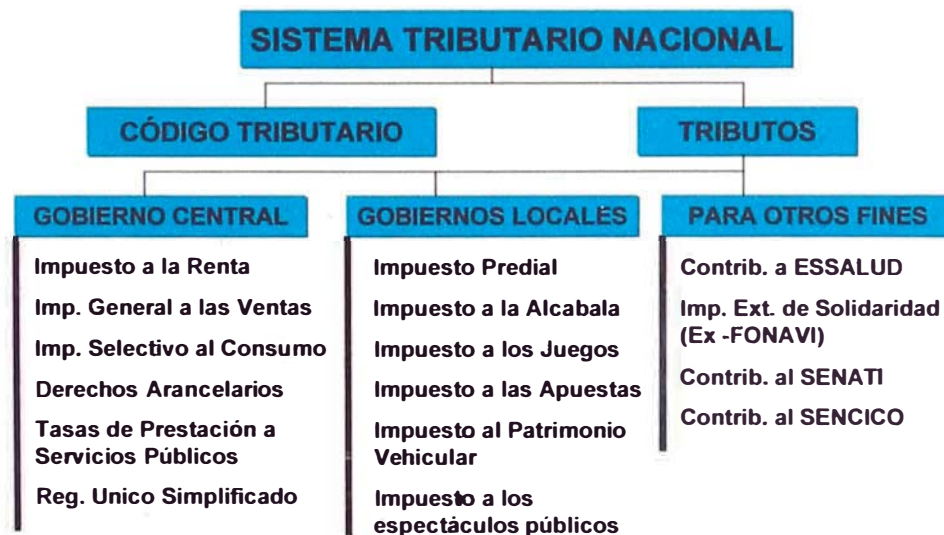 SISTEMA TRIBUTARIO NACIONAL
CÓDIGO TRIBUTARIO
TRIBUTOS
GOBIERNO CENTRAL
Impuesto a la Renta
Imp. General a las Ventas
Imp. Selectivo al Consumo
Derechos Arancelarios
Tasas de Prestación a
Servicios Públicos
Reg. Unico Simplificado
GOBIERNOS LOCALES
Impuesto Predial
Impuesto a la Alcabala
Impuesto a los Juegos
Impuesto a las Apuestas
Impuesto al Patrimonio
Vehicular
Impuesto a los
espectáculos públicos
PARA OTROS FINES
Contrib. a ESSALUD
Imp. Ext. de Solidaridad
(Ex -FONAVI)
Contrib. al SENATI
Contrib. al SENCICO